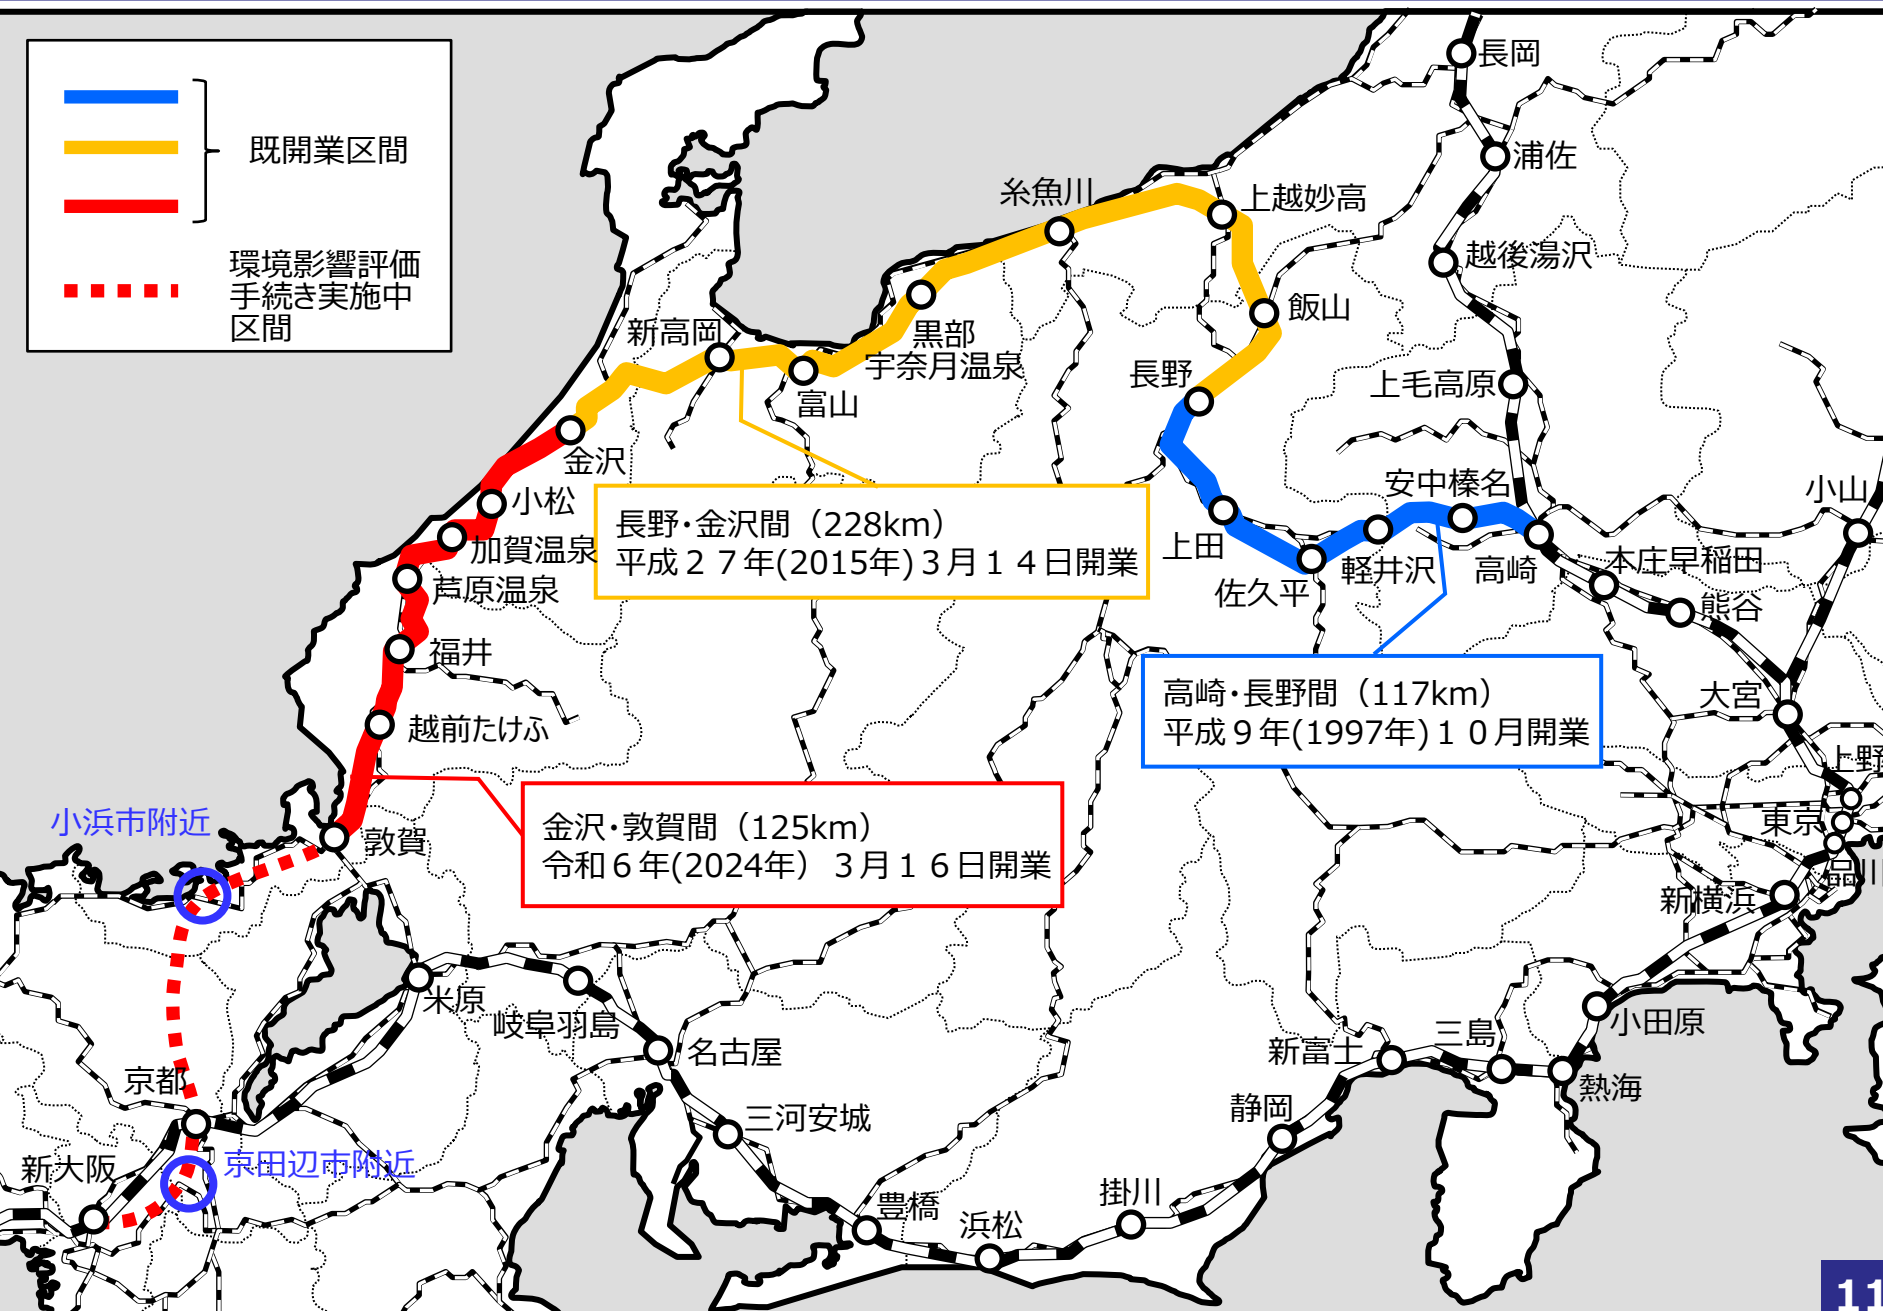 既開業区間
環境影響評価
手続き実施中
区間
長岡
浦佐
糸魚川
上越妙高
越後湯沢
飯山
黒部
宇奈月温泉
新高岡
富山
長野
上毛高原
金沢
小松
加賀温泉
芦原温泉
福井
越前たけふ
敦賀
長野・金沢間（228km）
平成２７年(2015年)３月１４日開業
上田
佐久平
軽井沢
安中榛名
高崎
小山
本庄早稲田
熊谷
大宮
高崎・長野間（117km）
平成９年(1997年)１０月開業
金沢・敦賀間（125km）
令和６年(2024年）３月１６日開業
上野
東京
品川
新横浜
小浜市附近
米原
岐阜羽島
名古屋
三河安城
京都
新大阪
京田辺市附近
豊橋
浜松
掛川
静岡
新富士
三島
熱海
小田原
11